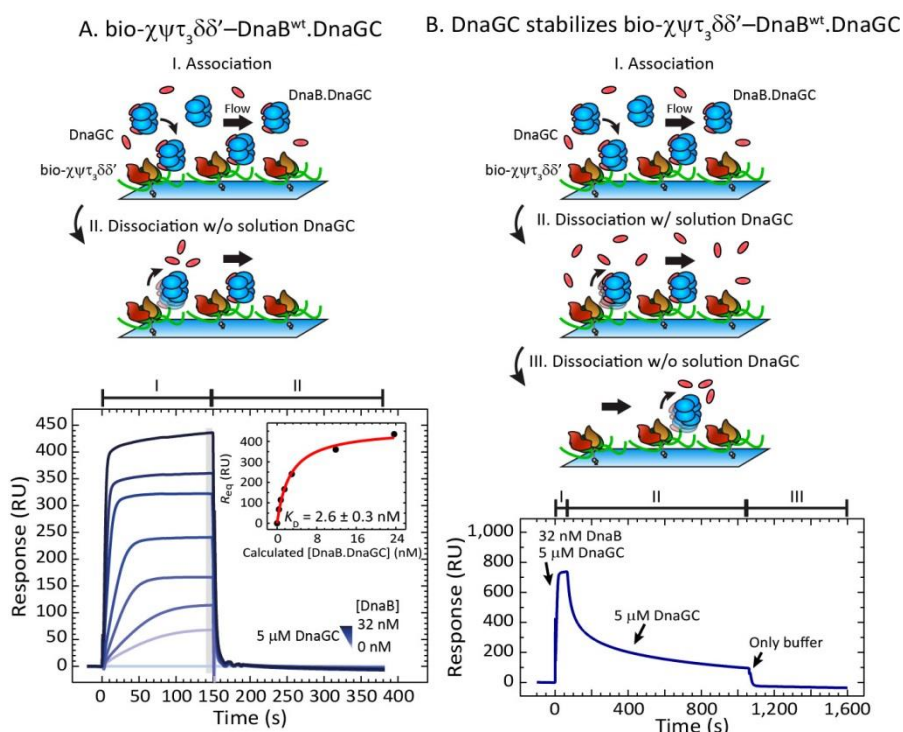 A. bio-χψτ₃δδ’–DnaBʷᵗ.DnaGC
I. Association
DnaB.DnaGC
Flow
DnaGC
bio-χψτ₃δδ’
II. Dissociation w/o solution DnaGC
I
II
450
400
350
300
250
200
150
100
50
0
Response (RU)
400
300
200
100
0
Req (RU)
KD = 2.6 ± 0.3 nM
0 4 8 12 16 20 24
Calculated [DnaB.DnaGC] (nM)
[DnaB]
32 nM
5 μM DnaGC
0 nM
0 50 100 150 200 250 300 350 400
Time (s)
B. DnaGC stabilizes bio-χψτ₃δδ’–DnaBʷᵗ.DnaGC
I. Association
DnaB.DnaGC
Flow
DnaGC
bio-χψτ₃δδ’
II. Dissociation w/ solution DnaGC
III. Dissociation w/o solution DnaGC
I
II
III
1,000
800
600
400
200
0
Response (RU)
32 nM DnaB
5 μM DnaGC
5 μM DnaGC
Only buffer
0 400 800 1,200 1,600
Time (s)